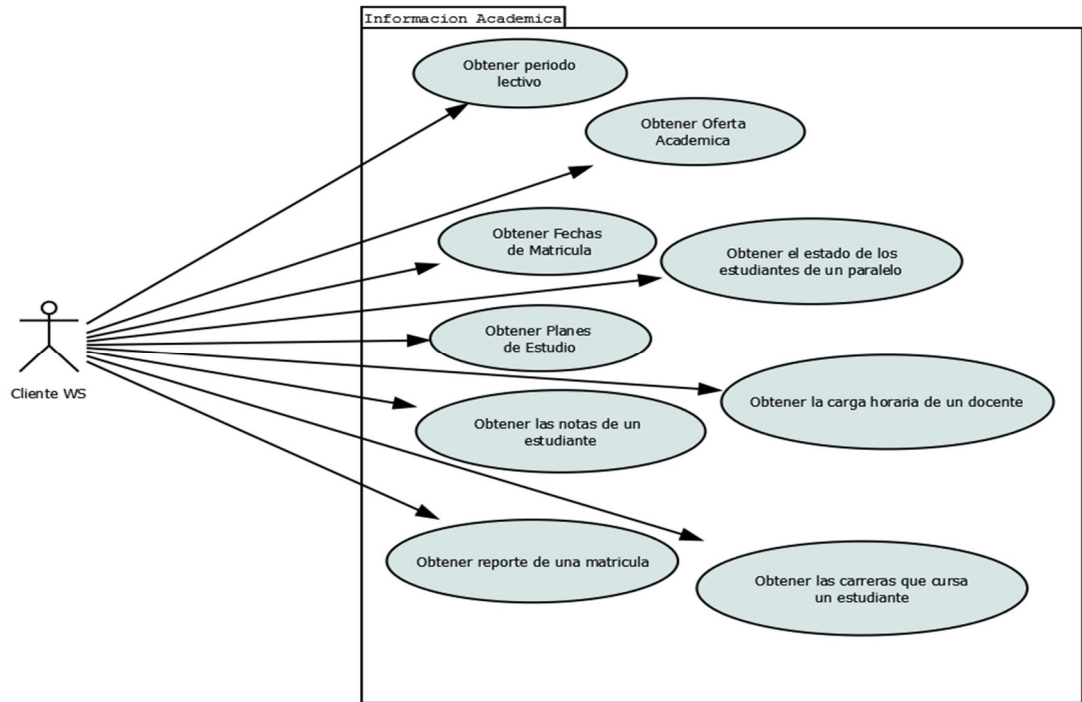 Informacion Academica
Obtener periodo
lectivo
Obtener Oferta
Academica
Obtener Fechas
de Matricula
Obtener el estado de los
estudiantes de un paralelo
Obtener Planes
de Estudio
Cliente WS
Obtener la carga horaria de un docente
Obtener las notas de un
estudiante
Obtener reporte de una matricula
Obtener las carreras que cursa
un estudiante